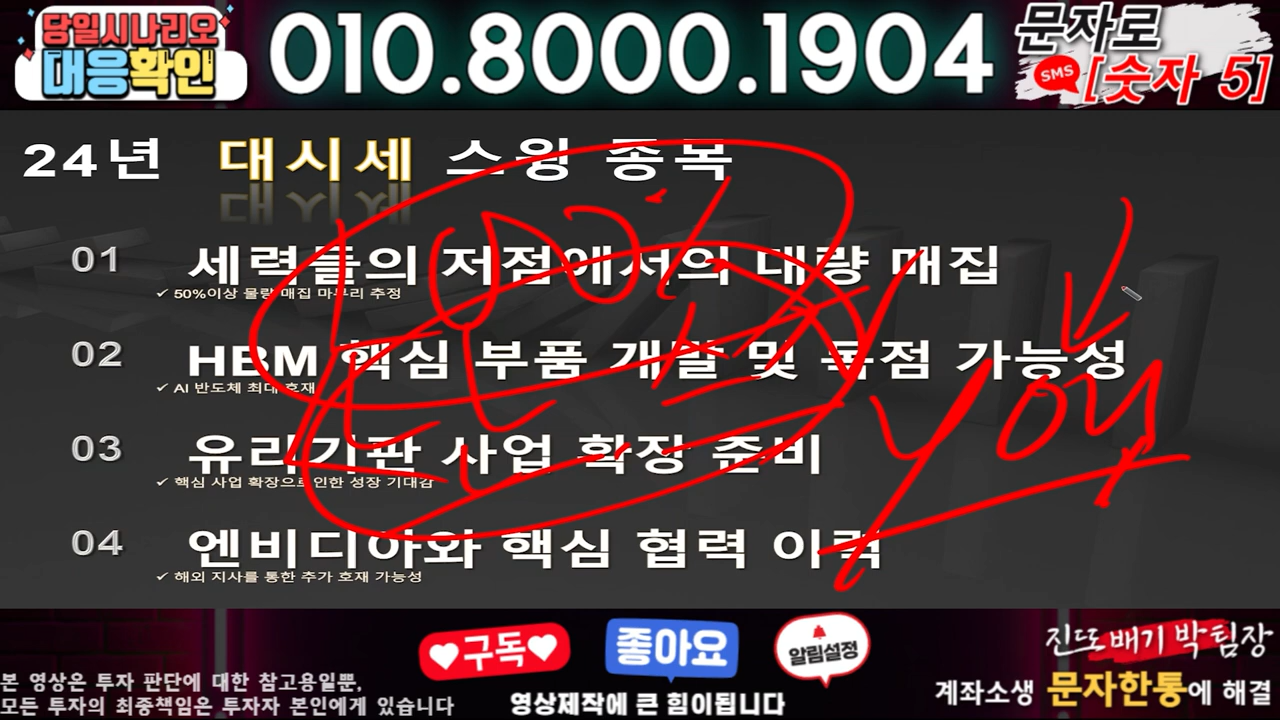 당일시나리오
대응확인
010.8000.1904
문자로
SMS
[숫자 5]
24년 대시세 스윙 종목
01 세력들의 저점에서의 대량 매집
✓ 50%이상 물량 매집 마무리 추정
02 HBM 핵심 부품 개발 및 독점 가능성
✓ AI 반도체 최대 호재
03 유리기판 사업 확장 준비
✓ 핵심 사업 확장으로 인한 성장 기대감
04 엔비디아와 핵심 협력 이력
✓ 해외 지사를 통한 추가 호재 가능성
구독
좋아요
알림설정
영상제작에 큰 힘이됩니다
본 영상은 투자 판단에 대한 참고용일뿐,
모든 투자의 최종책임은 투자자 본인에게 있습니다
진또배기 박팀장
계좌소생 문자한통에 해결